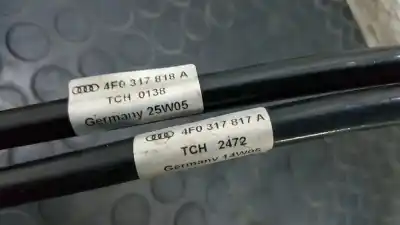 4F0 317 818 A
TCH 0138
Germany 25W05
4F0 317 817 A
TCH 2472
Germany 14W05